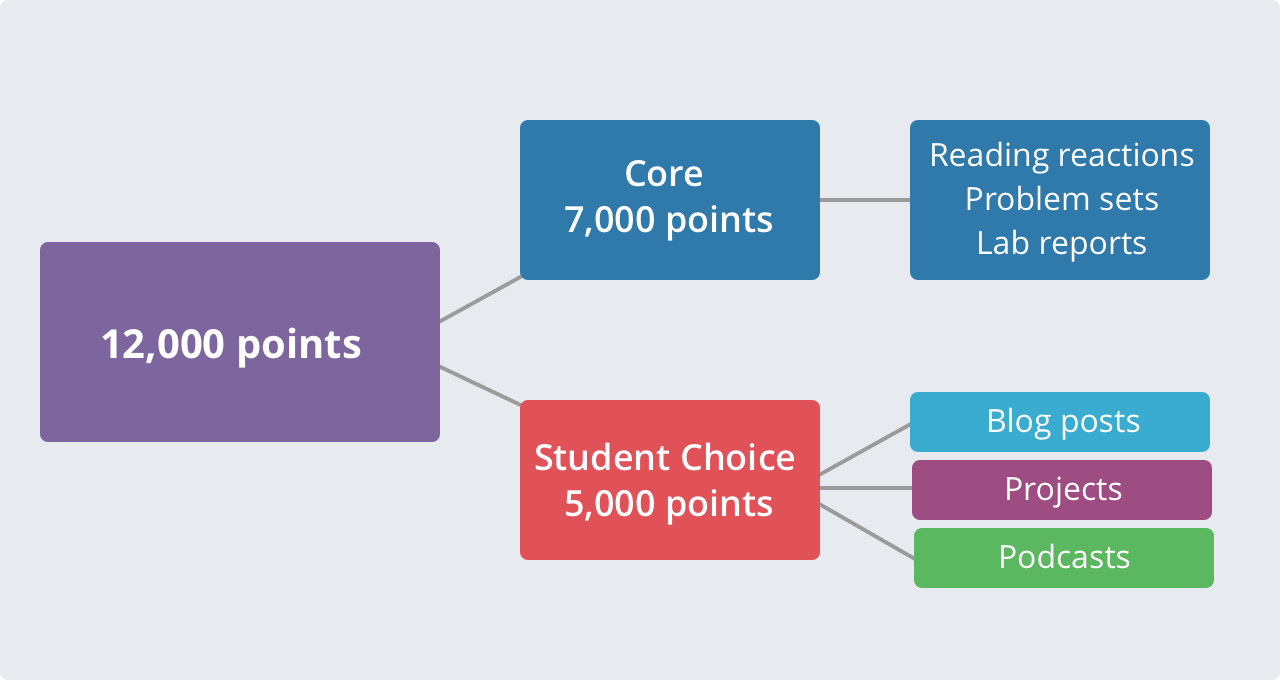 12,000 points
Core
7,000 points
Reading reactions
Problem sets
Lab reports
Student Choice
5,000 points
Blog posts
Projects
Podcasts